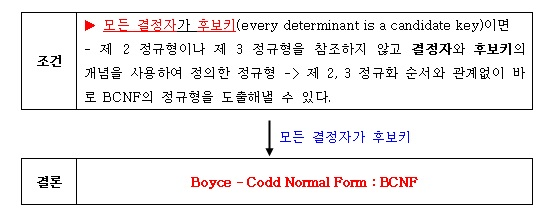 ▶ 모든 결정자가 후보키(every determinant is a candidate key)이면
- 제 2 정규형이나 제 3 정규형을 참조하지 않고 결정자와 후보키의
조건
개념을 사용하여 정의한 정규형 -> 제 2, 3 정규화 순서와 관계없이 바
로 BCNF의 정규형을 도출해낼 수 있다.
모든 결정자가 후보키
결론
Boyce - Codd Normal Form : BCNF